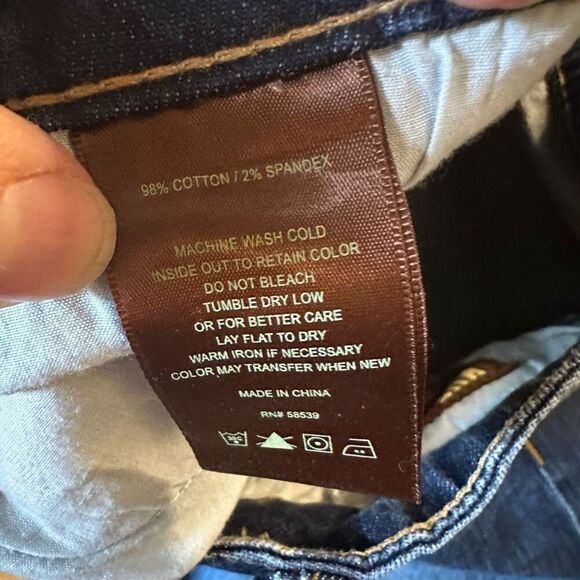 98% COTTON / 2% SPANDEX
MACHINE WASH COLD
INSIDE OUT TO RETAIN COLOR
DO NOT BLEACH
TUMBLE DRY LOW
OR FOR BETTER CARE
LAY FLAT TO DRY
WARM IRON IF NECESSARY
COLOR MAY TRANSFER WHEN NEW
MADE IN CHINA
RN# 58539